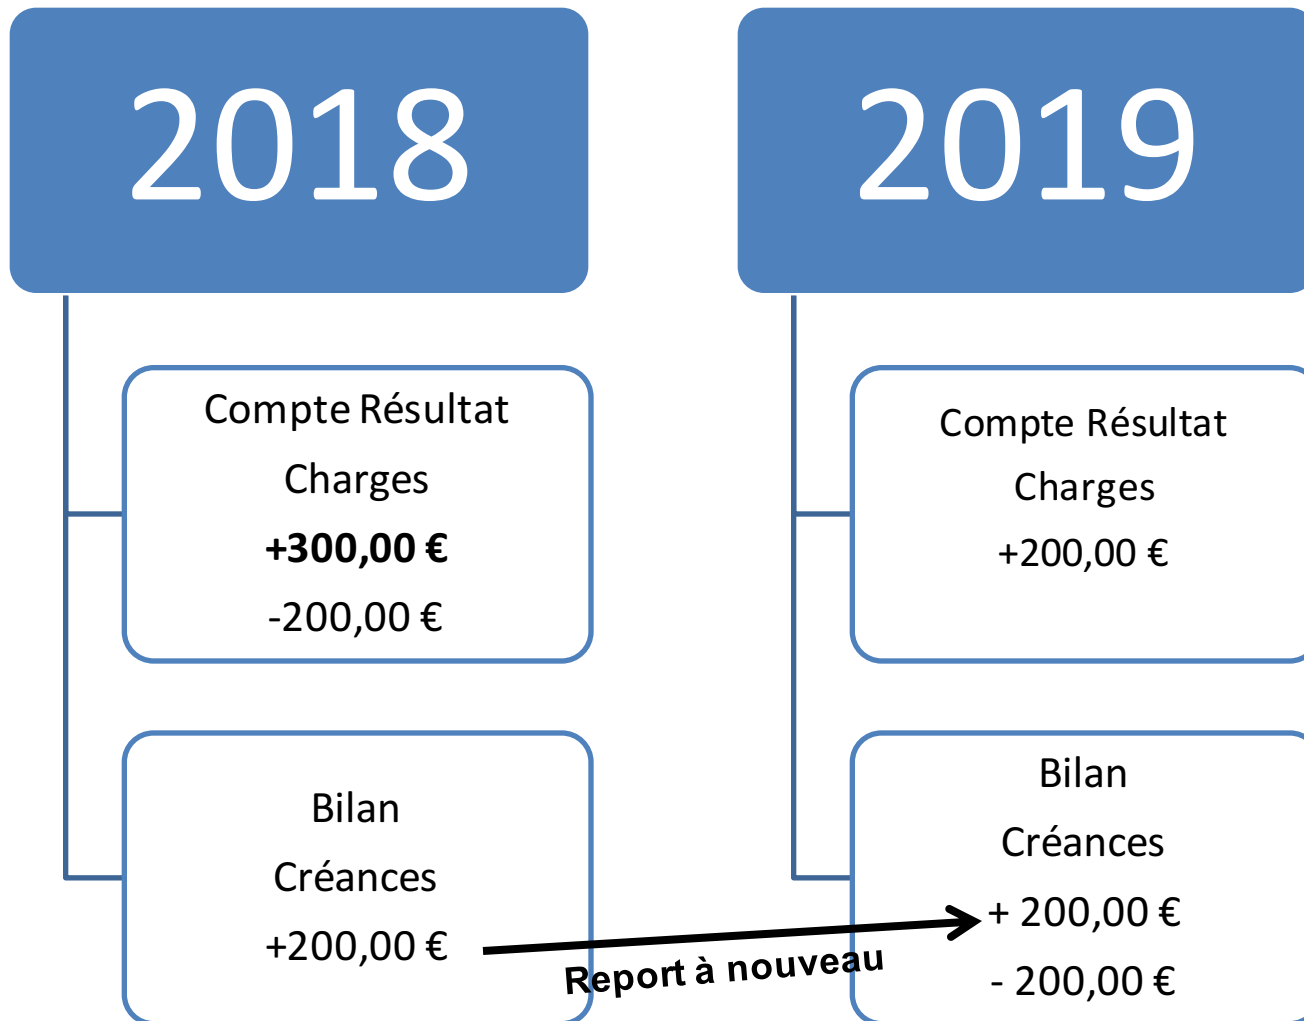 2018
Compte Résultat
Charges
+300,00 €
-200,00 €
Bilan
Créances
+200,00 €
Report à nouveau
2019
Compte Résultat
Charges
+200,00 €
Bilan
Créances
+ 200,00 €
- 200,00 €